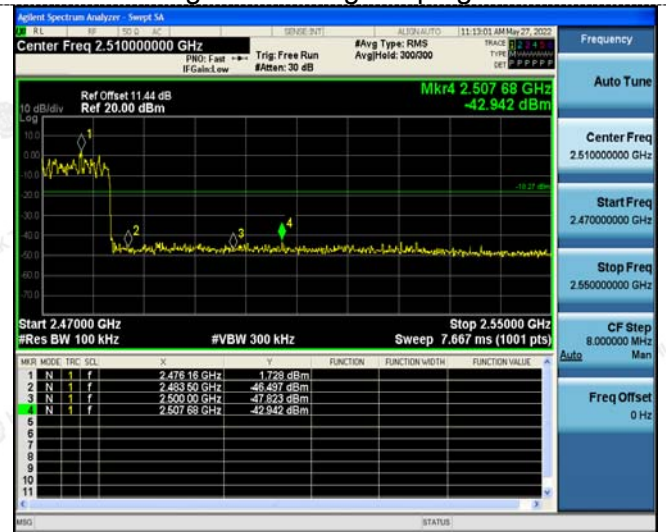 Agilent Spectrum Analyzer - Swept SA
RL RF 50 Ω AC SENSE:INT ALIGN AUTO 11:13:01 AM May 27, 2022
Center Freq 2.510000000 GHz
PNO: Fast
IFGain:Low
Trig: Free Run
#Atten: 30 dB
#Avg Type: RMS
Avg|Hold: 300/300
TRACE 1 2 3 4 5 6
TYPE
DET P P P P P P
Frequency
Auto Tune
Center Freq
2.510000000 GHz
Start Freq
2.470000000 GHz
Stop Freq
2.550000000 GHz
CF Step
8.000000 MHz
Auto Man
Freq Offset
0 Hz
Ref Offset 11.44 dB
10 dB/div Ref 20.00 dBm
Log
Mkr4 2.507 68 GHz
-42.942 dBm
10.0
0.00
-10.0
-20.0
-30.0
-40.0
-50.0
-60.0
-70.0
1
2
3
4
-18.27 dBm
Start 2.47000 GHz Stop 2.55000 GHz
#Res BW 100 kHz #VBW 300 kHz Sweep 7.667 ms (1001 pts)
MKR MODE TRC SCL X Y FUNCTION FUNCTION WIDTH FUNCTION VALUE
1 N 1 f 2.476 16 GHz 1.728 dBm
2 N 1 f 2.483 50 GHz -46.497 dBm
3 N 1 f 2.500 00 GHz -47.823 dBm
4 N 1 f 2.507 68 GHz -42.942 dBm
5
6
7
8
9
10
11
MSG STATUS